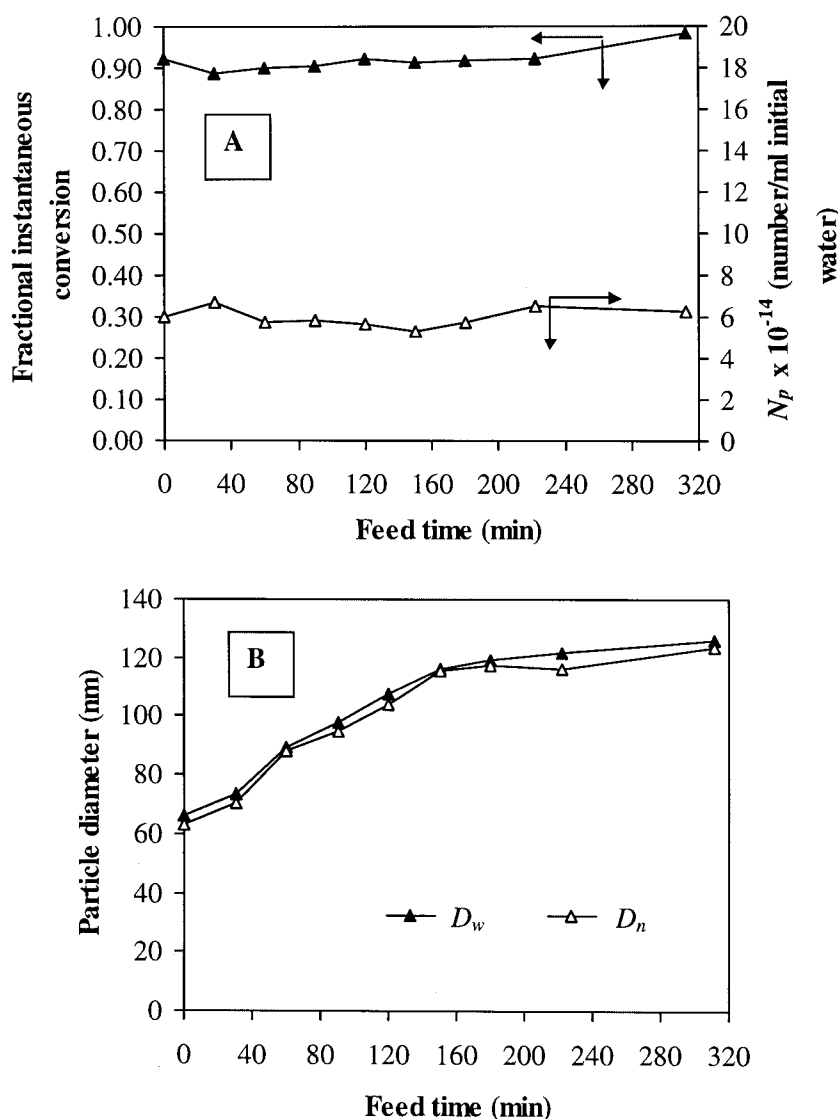 1.00
0.90
0.80
0.70
0.60
0.50
0.40
0.30
0.20
0.10
0.00
Fractional instantaneous
conversion
A
20
18
16
14
12
10
8
6
4
2
0
N_p x 10^-14 (number/ml initial
water)
0 40 80 120 160 200 240 280 320
Feed time (min)
140
120
100
80
60
40
20
0
Particle diameter (nm)
B
D_w D_n
0 40 80 120 160 200 240 280 320
Feed time (min)